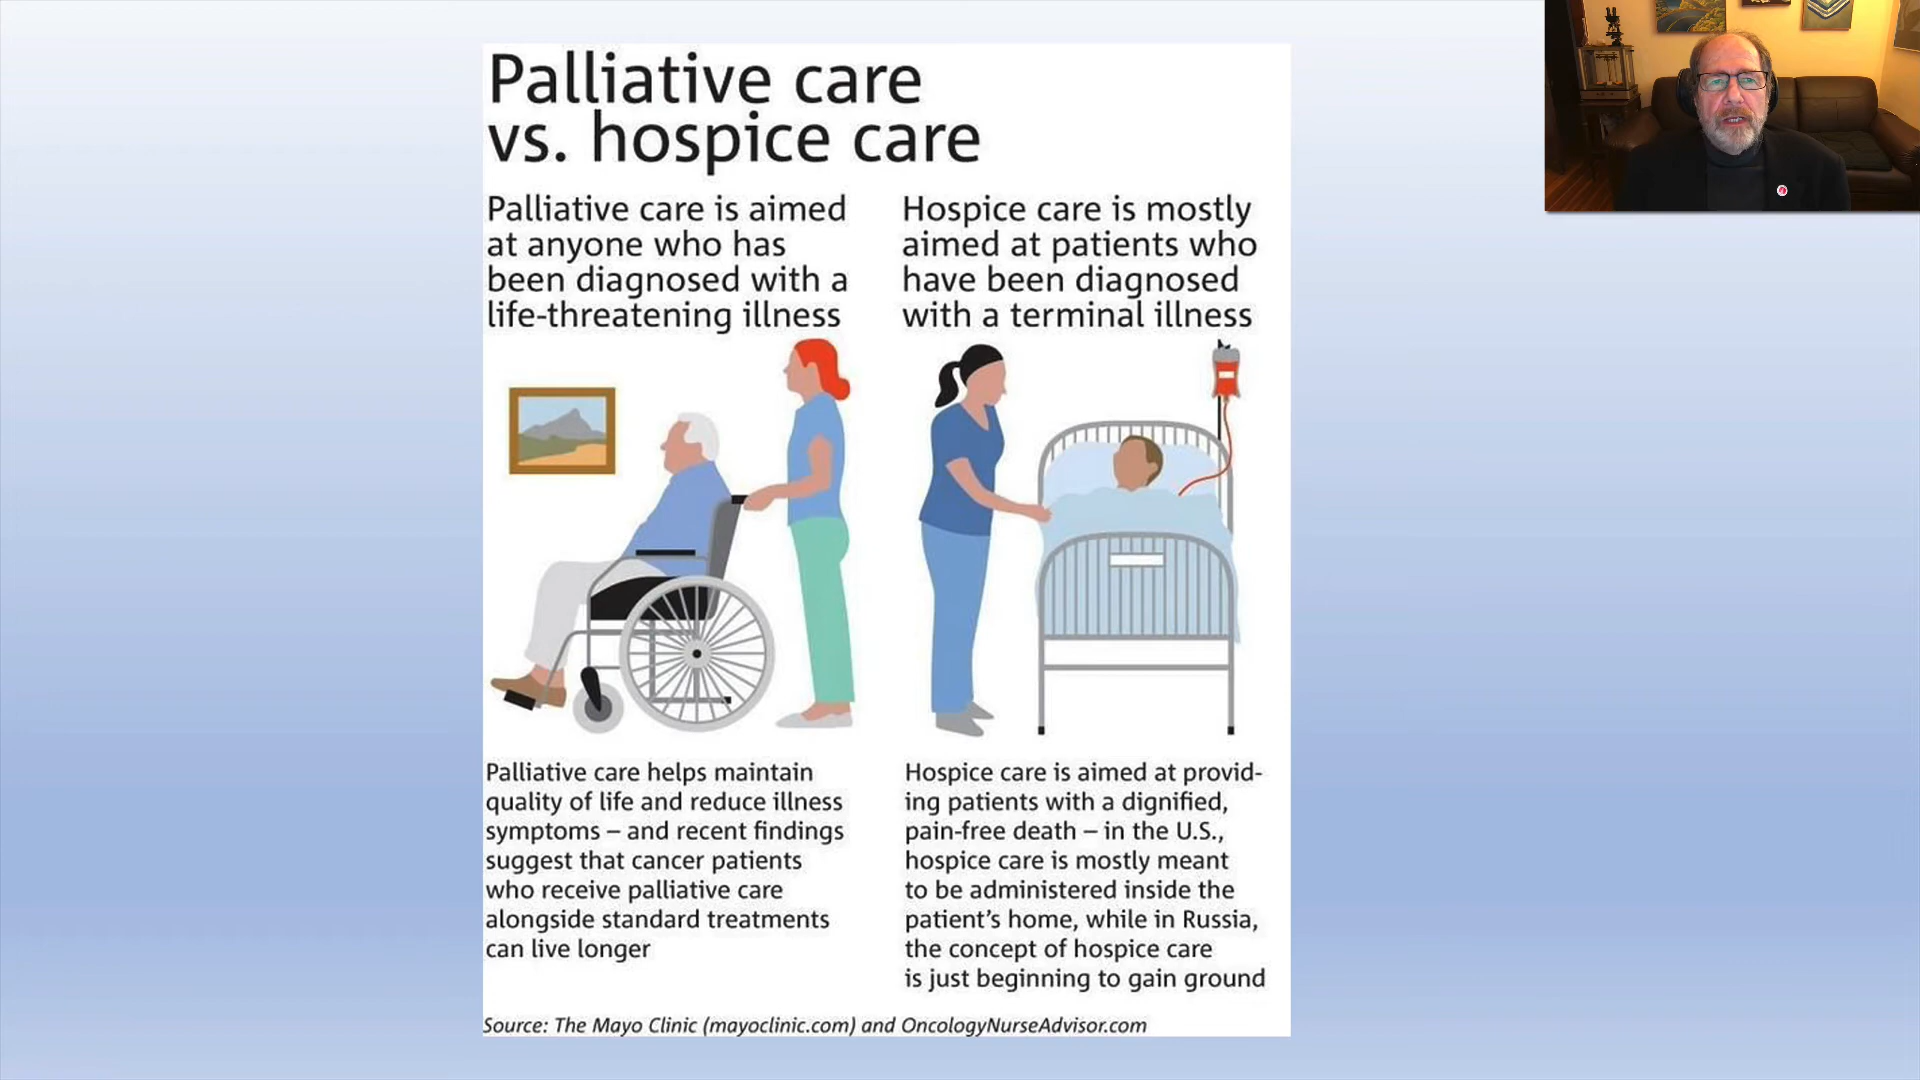 Palliative care
vs. hospice care
Palliative care is aimed
at anyone who has
been diagnosed with a
life-threatening illness
Hospice care is mostly
aimed at patients who
have been diagnosed
with a terminal illness
Palliative care helps maintain
quality of life and reduce illness
symptoms – and recent findings
suggest that cancer patients
who receive palliative care
alongside standard treatments
can live longer
Hospice care is aimed at provid-
ing patients with a dignified,
pain-free death – in the U.S.,
hospice care is mostly meant
to be administered inside the
patient's home, while in Russia,
the concept of hospice care
is just beginning to gain ground
Source: The Mayo Clinic (mayoclinic.com) and OncologyNurseAdvisor.com